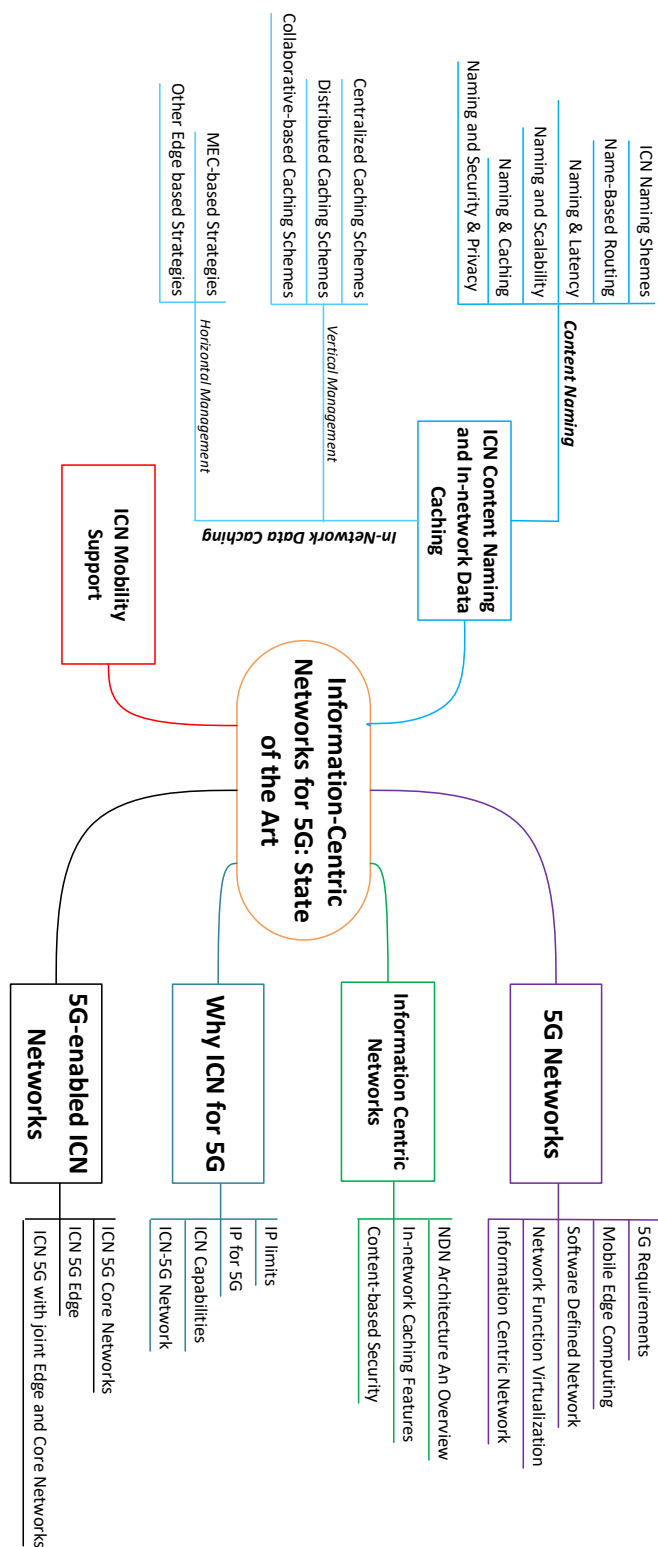 Information-Centric
Networks for 5G: State
of the Art
5G Networks
5G Requirements
Mobile Edge Computing
Software Defined Network
Network Function Virtualization
Information Centric Network
Information Centric
Networks
NDN Architecture An Overview
In-network Caching Features
Content-based Security
Why ICN for 5G
IP limits
IP for 5G
ICN Capabilities
ICN-5G Network
5G-enabled ICN
Networks
ICN 5G Core Networks
ICN 5G Edge
ICN 5G with joint Edge and Core Networks
ICN Content Naming
and In-network Data
Caching
Content Naming
ICN Naming Shemes
Name-Based Routing
Naming & Latency
Naming and Scalability
Naming & Caching
Naming and Security & Privacy
In-Network Data Caching
Vertical Management
Centralized Caching Schemes
Distributed Caching Schemes
Collaborative-based Caching Schemes
Horizontal Management
MEC-based Strategies
Other Edge based Strategies
ICN Mobility
Support